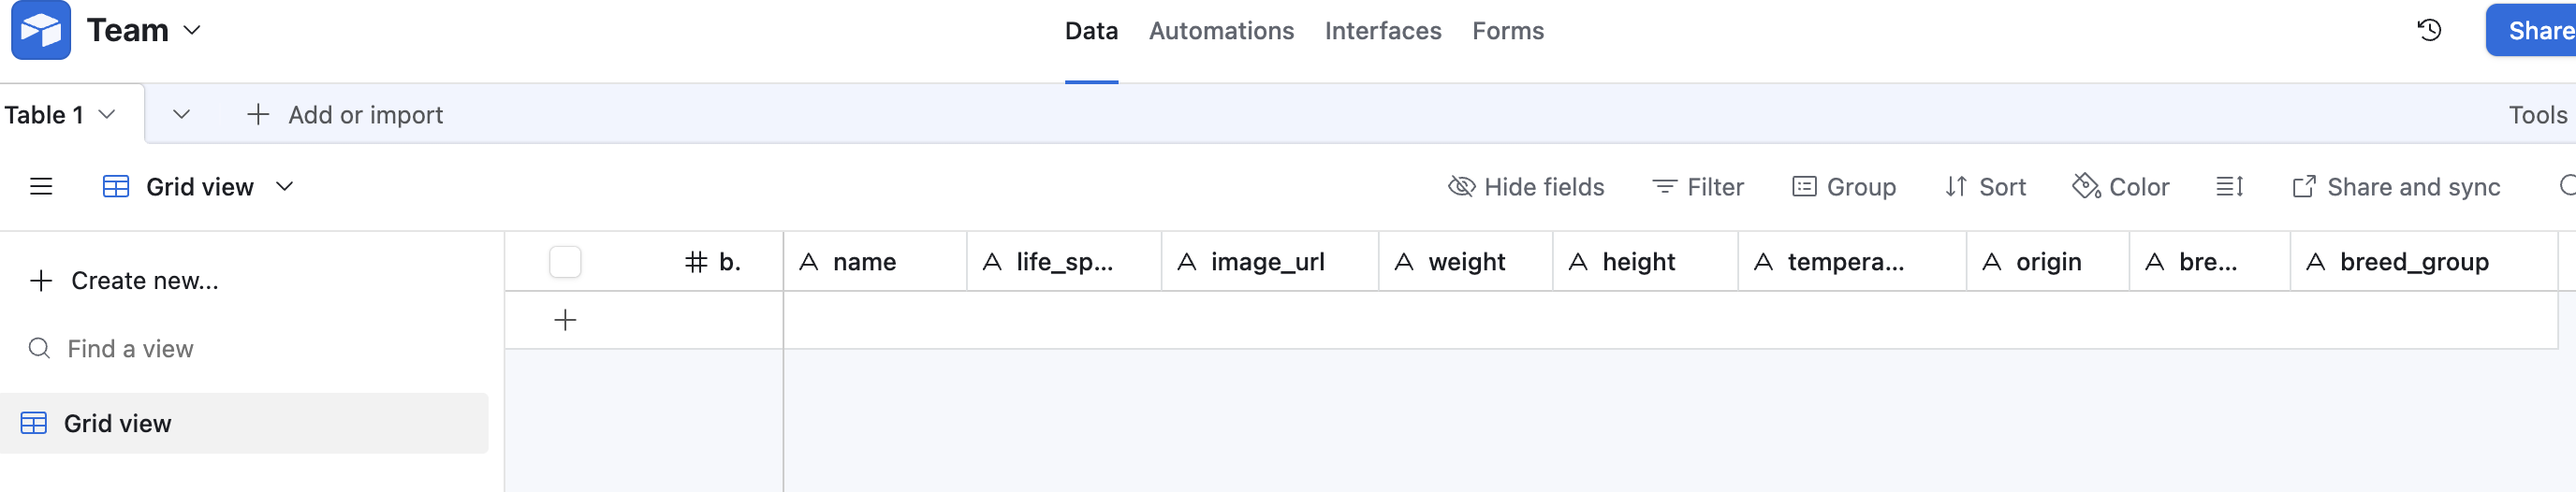 Team
Data Automations Interfaces Forms
Share
Table 1
Add or import
Tools
Grid view
Hide fields Filter Group Sort Color Share and sync
Create new...
Find a view
Grid view
b. name life_sp... image_url weight height tempera... origin bre... breed_group